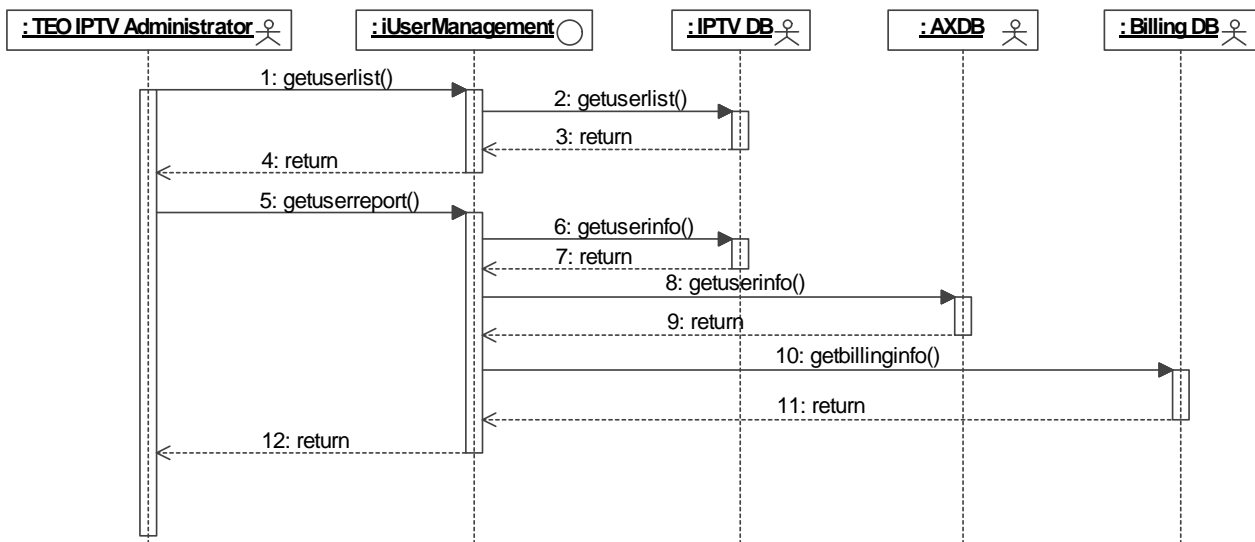 : TEO IPTV Administrator
: iUserManagement
: IPTV DB
: AXDB
: Billing DB
1: getuserlist()
2: getuserlist()
3: return
4: return
5: getuserreport()
6: getuserinfo()
7: return
8: getuserinfo()
9: return
10: getbillinginfo()
11: return
12: return